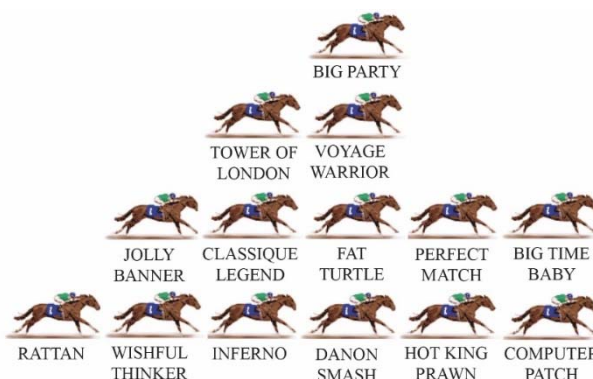 BIG PARTY
TOWER OF
LONDON
VOYAGE
WARRIOR
JOLLY
BANNER
CLASSIQUE
LEGEND
FAT
TURTLE
PERFECT
MATCH
BIG TIME
BABY
RATTAN
WISHFUL
THINKER
INFERNO
DANON
SMASH
HOT KING
PRAWN
COMPUTER
PATCH